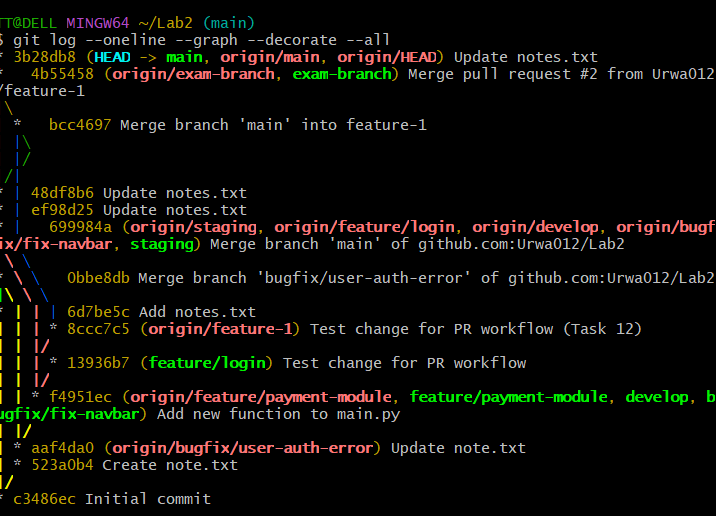 TT@DELL MINGW64 ~/Lab2 (main)
$ git log --oneline --graph --decorate --all
* 3b28db8 (HEAD -> main, origin/main, origin/HEAD) Update notes.txt
*   4b55458 (origin/exam-branch, exam-branch) Merge pull request #2 from Urwa012
/feature-1
\
  *   bcc4697 Merge branch 'main' into feature-1
  |\
  |/
 /|
* | 48df8b6 Update notes.txt
* | ef98d25 Update notes.txt
* |   699984a (origin/staging, origin/feature/login, origin/develop, origin/bugf
ix/fix-navbar, staging) Merge branch 'main' of github.com:Urwa012/Lab2
\ \
* \ \   0bbe8db Merge branch 'bugfix/user-auth-error' of github.com:Urwa012/Lab2
|\ \ \
* | | | 6d7be5c Add notes.txt
| | | * 8ccc7c5 (origin/feature-1) Test change for PR workflow (Task 12)
| | |/
| | | * 13936b7 (feature/login) Test change for PR workflow
| | |/
| | * f4951ec (origin/feature/payment-module, feature/payment-module, develop, b
ugfix/fix-navbar) Add new function to main.py
| |/
| * aaf4da0 (origin/bugfix/user-auth-error) Update note.txt
| * 523a0b4 Create note.txt
|/
* c3486ec Initial commit